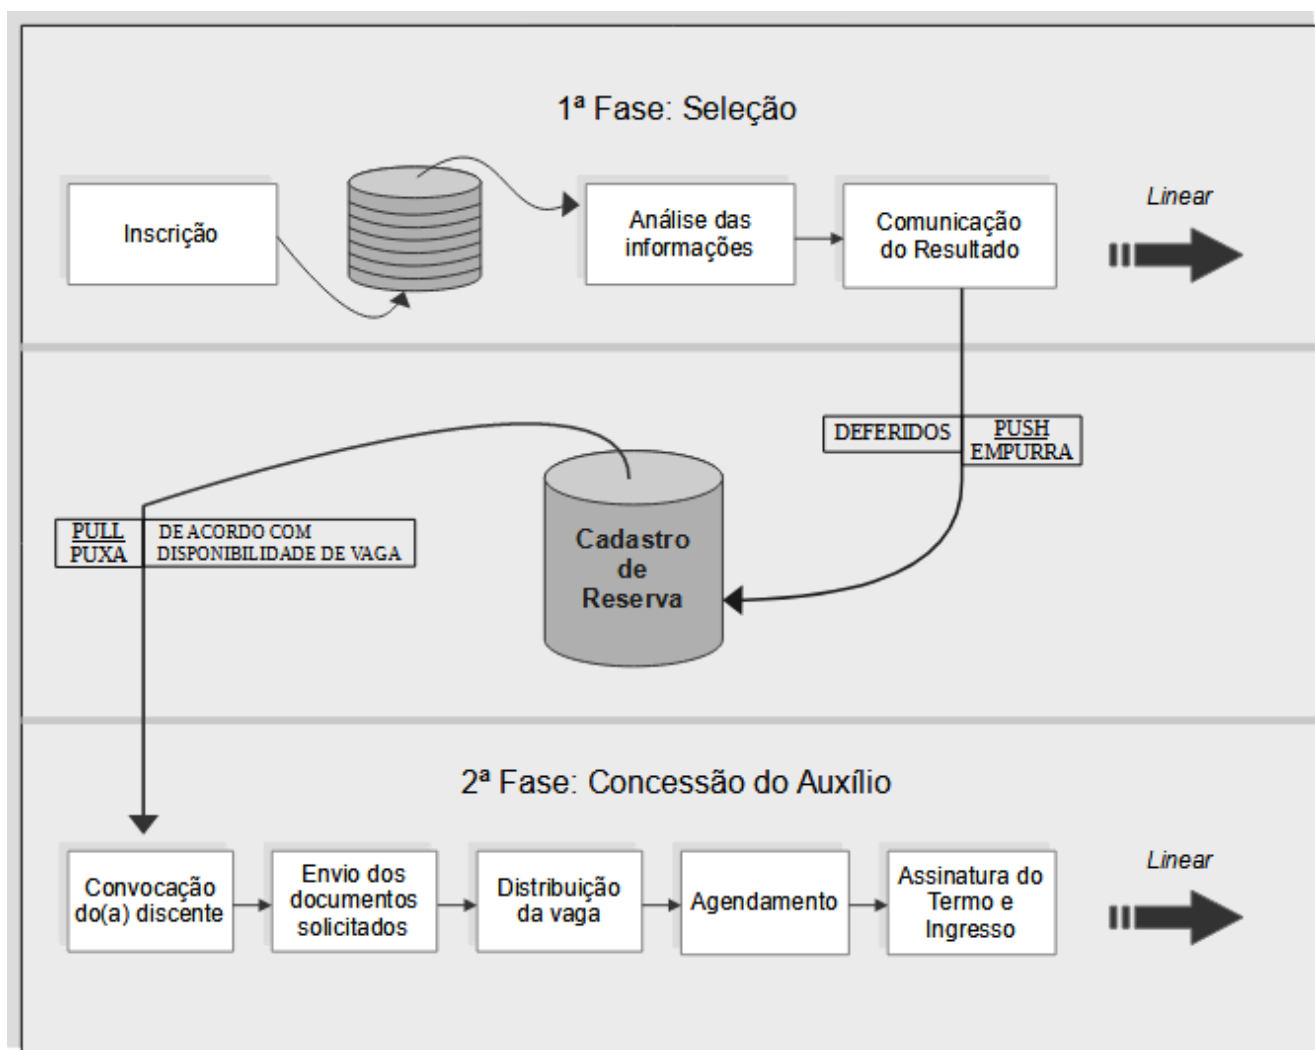 1ª Fase: Seleção
Inscrição
Análise das
informações
Comunicação
do Resultado
Linear
DEFERIDOS
PUSH
EMPURRA
PULL
PUXA
DE ACORDO COM
DISPONIBILIDADE DE VAGA
Cadastro
de
Reserva
2ª Fase: Concessão do Auxílio
Convocação
do(a) discente
Envio dos
documentos
solicitados
Distribuição
da vaga
Agendamento
Assinatura do
Termo e
Ingresso
Linear